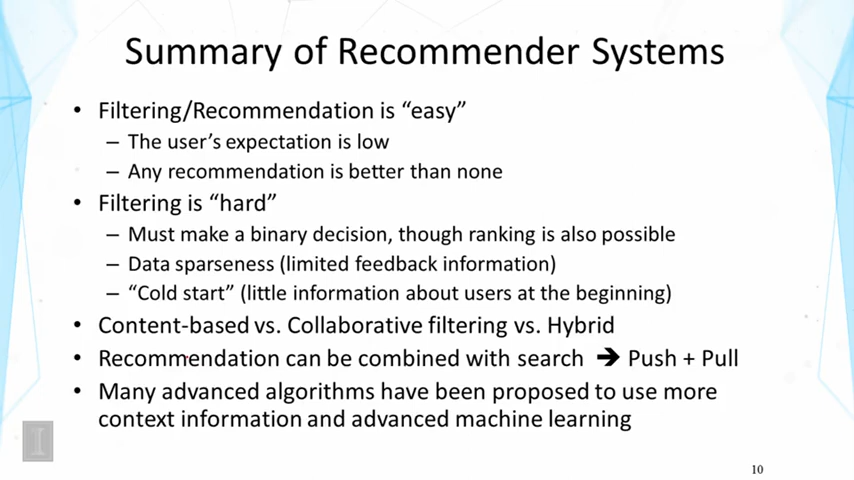 Summary of Recommender Systems
• Filtering/Recommendation is “easy”
– The user’s expectation is low
– Any recommendation is better than none
• Filtering is “hard”
– Must make a binary decision, though ranking is also possible
– Data sparseness (limited feedback information)
– “Cold start” (little information about users at the beginning)
• Content-based vs. Collaborative filtering vs. Hybrid
• Recommendation can be combined with search ➔ Push + Pull
• Many advanced algorithms have been proposed to use more
context information and advanced machine learning
I
10